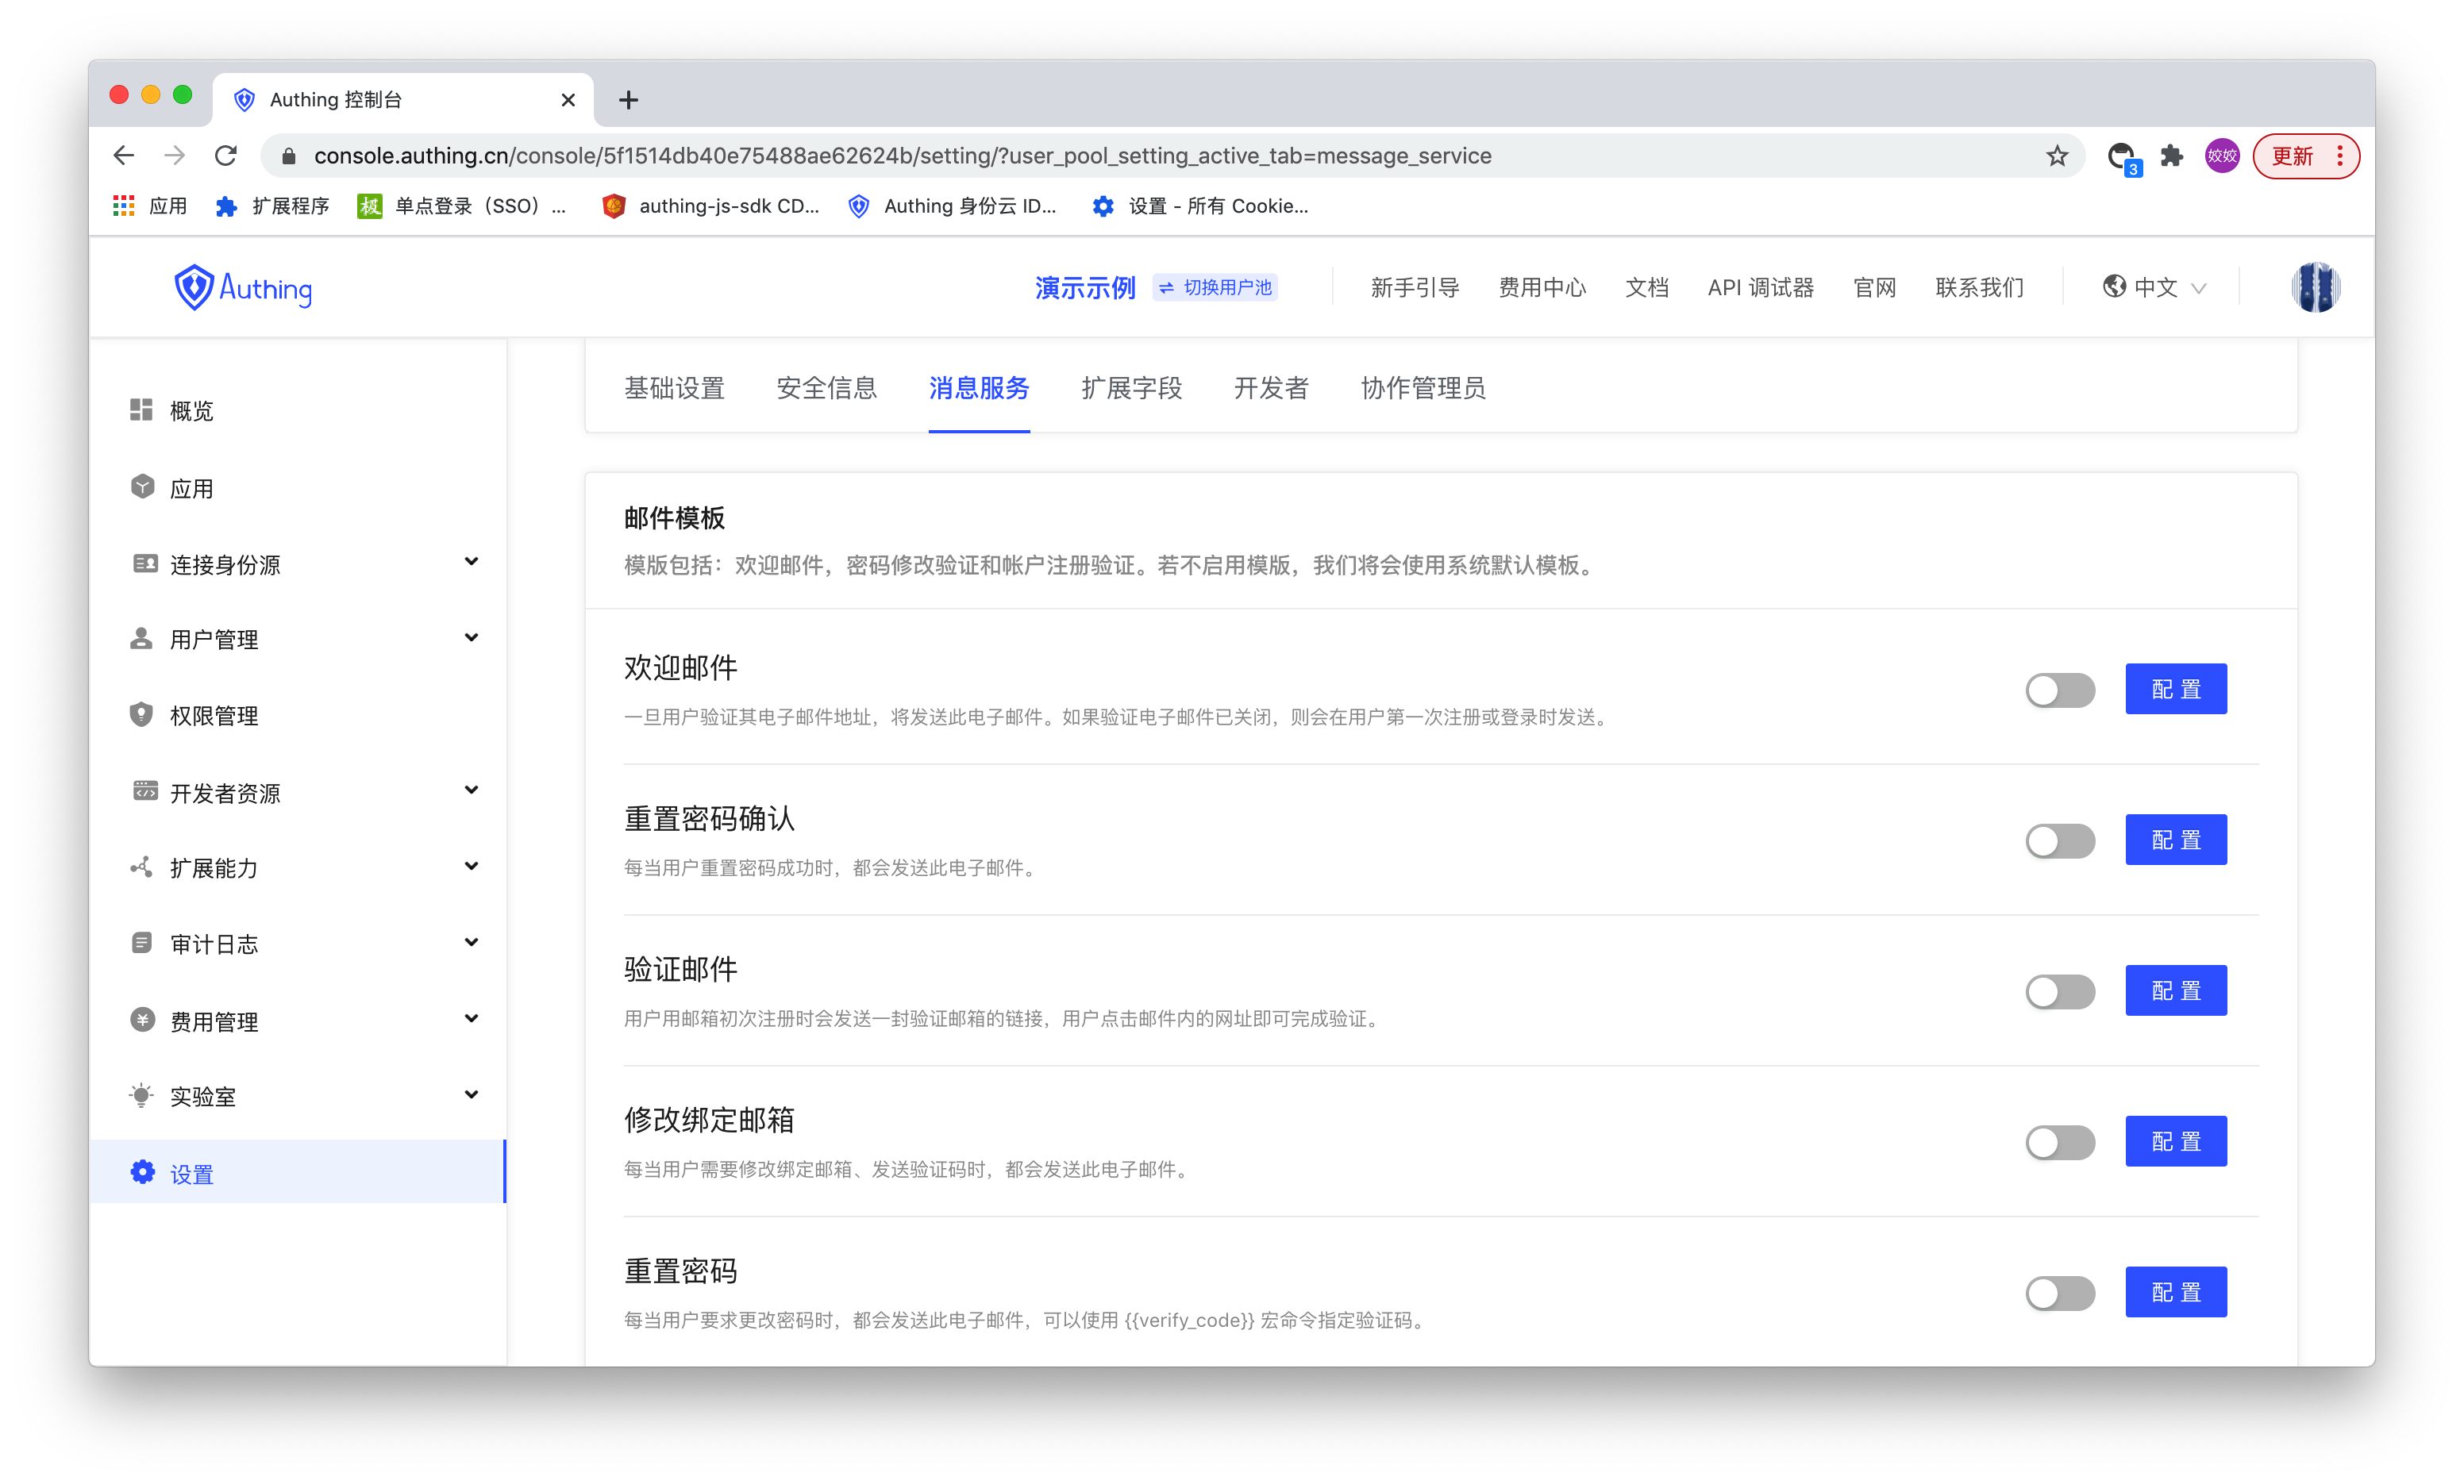 Authing 控制台
console.authing.cn/console/5f1514db40e75488ae62624b/setting/?user_pool_setting_active_tab=message_service
3
姣姣
更新
应用
扩展程序
极
单点登录（SSO）...
authing-js-sdk CD...
Authing 身份云 ID...
设置 - 所有 Cookie...
Authing
演示示例
切换用户池
新手引导
费用中心
文档
API 调试器
官网
联系我们
中文
概览
应用
连接身份源
用户管理
权限管理
开发者资源
扩展能力
审计日志
费用管理
实验室
设置
基础设置
安全信息
消息服务
扩展字段
开发者
协作管理员
邮件模板
模版包括：欢迎邮件，密码修改验证和帐户注册验证。若不启用模版，我们将会使用系统默认模板。
欢迎邮件
配 置
一旦用户验证其电子邮件地址，将发送此电子邮件。如果验证电子邮件已关闭，则会在用户第一次注册或登录时发送。
重置密码确认
配 置
每当用户重置密码成功时，都会发送此电子邮件。
验证邮件
配 置
用户用邮箱初次注册时会发送一封验证邮箱的链接，用户点击邮件内的网址即可完成验证。
修改绑定邮箱
配 置
每当用户需要修改绑定邮箱、发送验证码时，都会发送此电子邮件。
重置密码
配 置
每当用户要求更改密码时，都会发送此电子邮件，可以使用 {{verify_code}} 宏命令指定验证码。